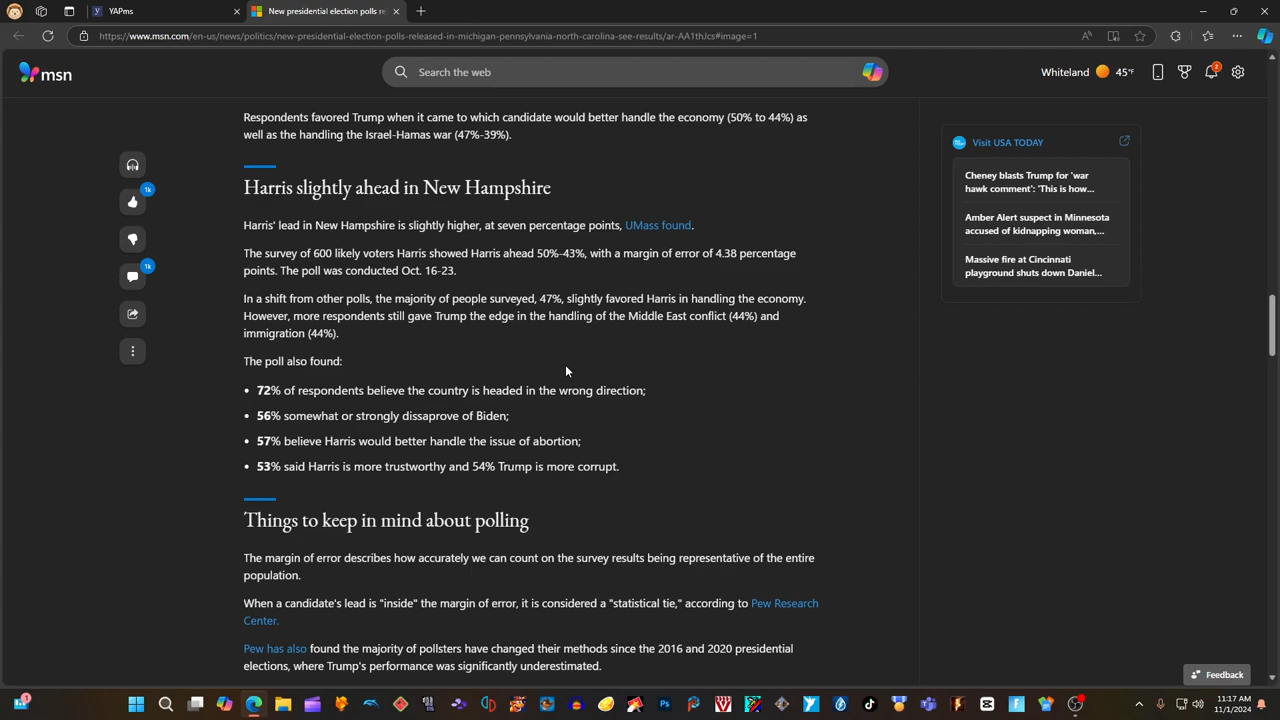 YAPms
New presidential election polls re
https://www.msn.com/en-us/news/politics/new-presidential-election-polls-released-in-michigan-pennsylvania-north-carolina-see-results/ar-AA1thJcs#image=1
msn
Search the web
Whiteland 45°F
2
Respondents favored Trump when it came to which candidate would better handle the economy (50% to 44%) as
well as the handling the Israel-Hamas war (47%-39%).
Visit USA TODAY
Cheney blasts Trump for 'war
hawk comment': 'This is how...
Amber Alert suspect in Minnesota
accused of kidnapping woman,...
Massive fire at Cincinnati
playground shuts down Daniel...
1k
1k
Harris slightly ahead in New Hampshire
Harris' lead in New Hampshire is slightly higher, at seven percentage points, UMass found.
The survey of 600 likely voters Harris showed Harris ahead 50%-43%, with a margin of error of 4.38 percentage
points. The poll was conducted Oct. 16-23.
In a shift from other polls, the majority of people surveyed, 47%, slightly favored Harris in handling the economy.
However, more respondents still gave Trump the edge in the handling of the Middle East conflict (44%) and
immigration (44%).
The poll also found:
• 72% of respondents believe the country is headed in the wrong direction;
• 56% somewhat or strongly dissaprove of Biden;
• 57% believe Harris would better handle the issue of abortion;
• 53% said Harris is more trustworthy and 54% Trump is more corrupt.
Things to keep in mind about polling
The margin of error describes how accurately we can count on the survey results being representative of the entire
population.
When a candidate's lead is "inside" the margin of error, it is considered a "statistical tie," according to Pew Research
Center.
Pew has also found the majority of pollsters have changed their methods since the 2016 and 2020 presidential
elections, where Trump's performance was significantly underestimated.
Feedback
1
11:17 AM
11/1/2024